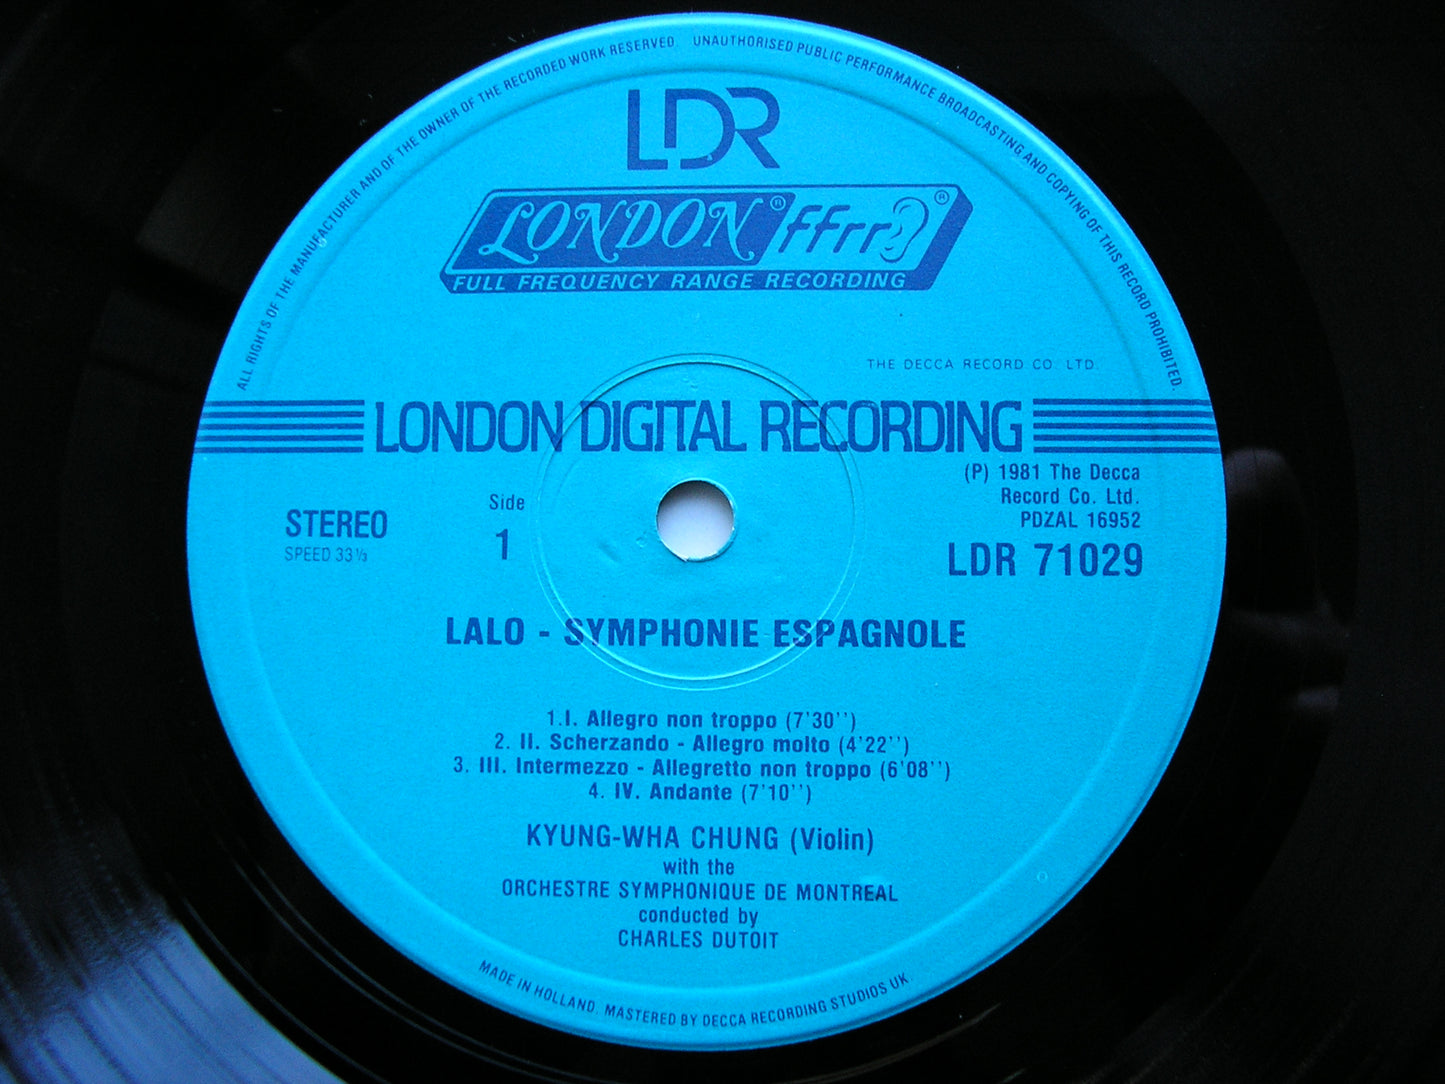 ALL RIGHTS OF THE MANUFACTURER AND OF THE OWNER OF THE RECORDED WORK RESERVED. UNAUTHORISED PUBLIC PERFORMANCE BROADCASTING AND COPYING OF THIS RECORD PROHIBITED.
LDR
LONDON® ffrr®
FULL FREQUENCY RANGE RECORDING
THE DECCA RECORD CO. LTD.
LONDON DIGITAL RECORDING
(P) 1981 The Decca
Record Co. Ltd.
PDZAL 16952
LDR 71029
STEREO
SPEED 33⅓
Side
1
LALO - SYMPHONIE ESPAGNOLE
1.I. Allegro non troppo (7'30'')
2. II. Scherzando - Allegro molto (4'22'')
3. III. Intermezzo - Allegretto non troppo (6'08'')
4. IV. Andante (7'10'')
KYUNG-WHA CHUNG (Violin)
with the
ORCHESTRE SYMPHONIQUE DE MONTREAL
conducted by
CHARLES DUTOIT
MADE IN HOLLAND. MASTERED BY DECCA RECORDING STUDIOS UK.